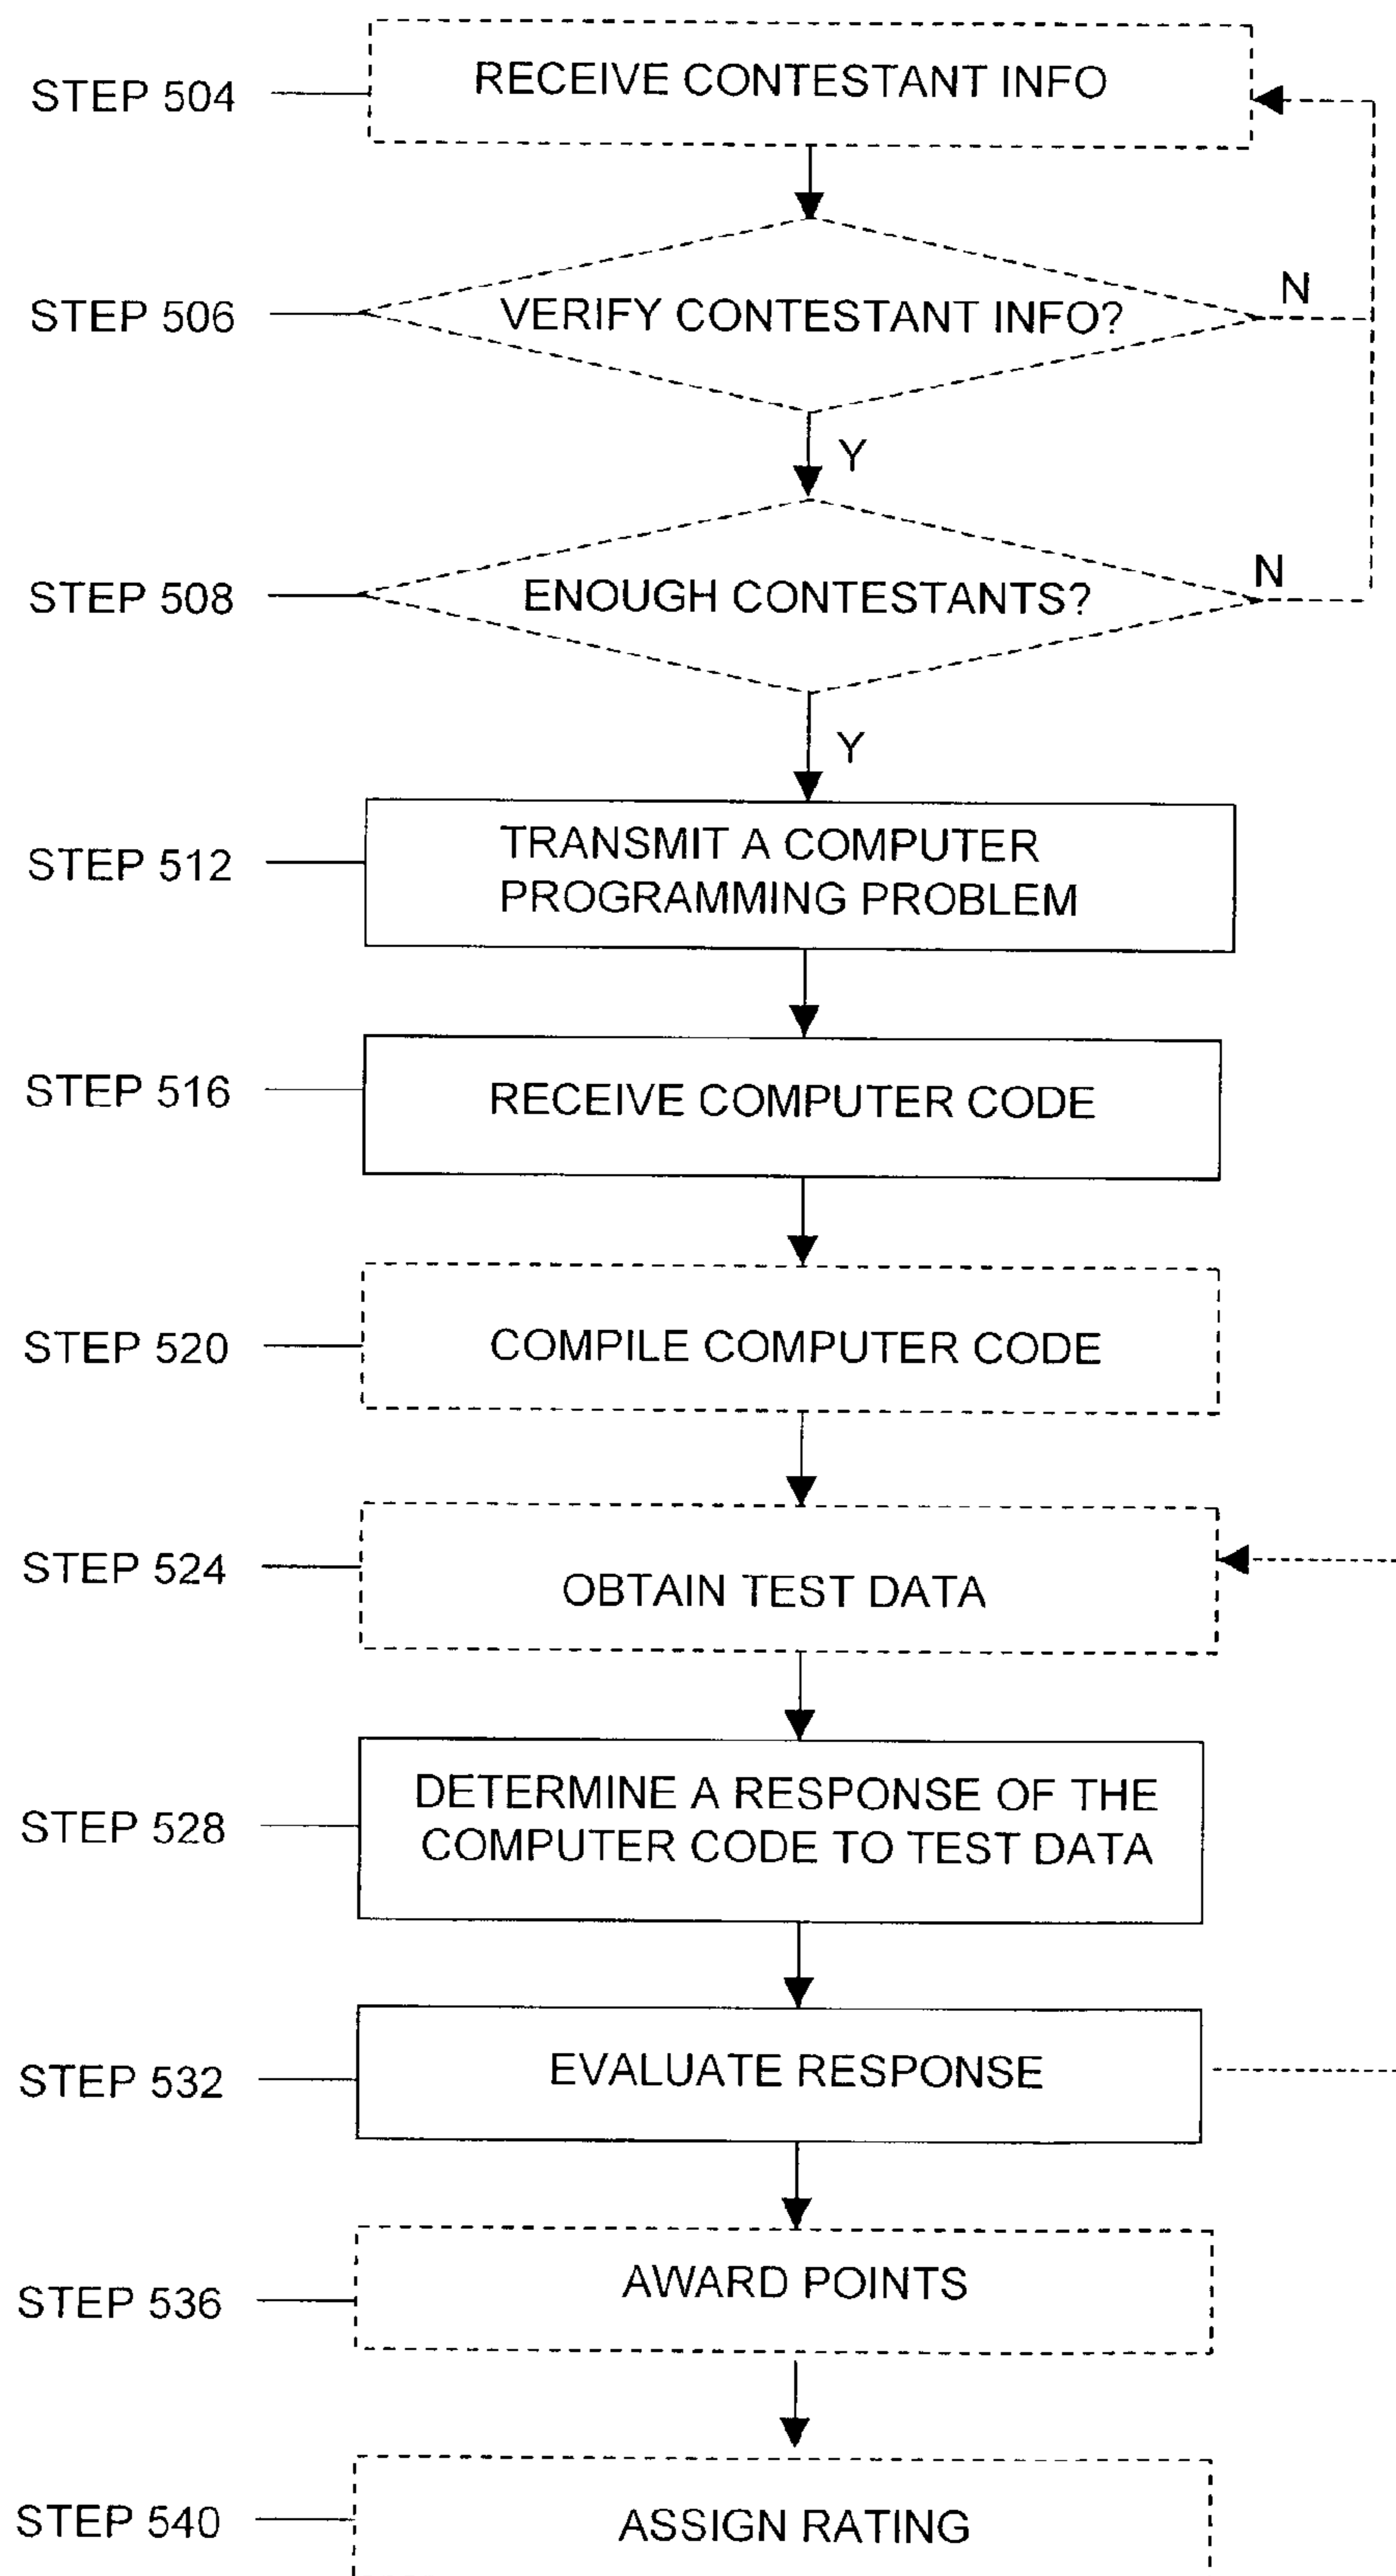 STEP 504
RECEIVE CONTESTANT INFO
STEP 506
VERIFY CONTESTANT INFO?
N
Y
STEP 508
ENOUGH CONTESTANTS?
N
Y
STEP 512
TRANSMIT A COMPUTER
PROGRAMMING PROBLEM
STEP 516
RECEIVE COMPUTER CODE
STEP 520
COMPILE COMPUTER CODE
STEP 524
OBTAIN TEST DATA
STEP 528
DETERMINE A RESPONSE OF THE
COMPUTER CODE TO TEST DATA
STEP 532
EVALUATE RESPONSE
STEP 536
AWARD POINTS
STEP 540
ASSIGN RATING